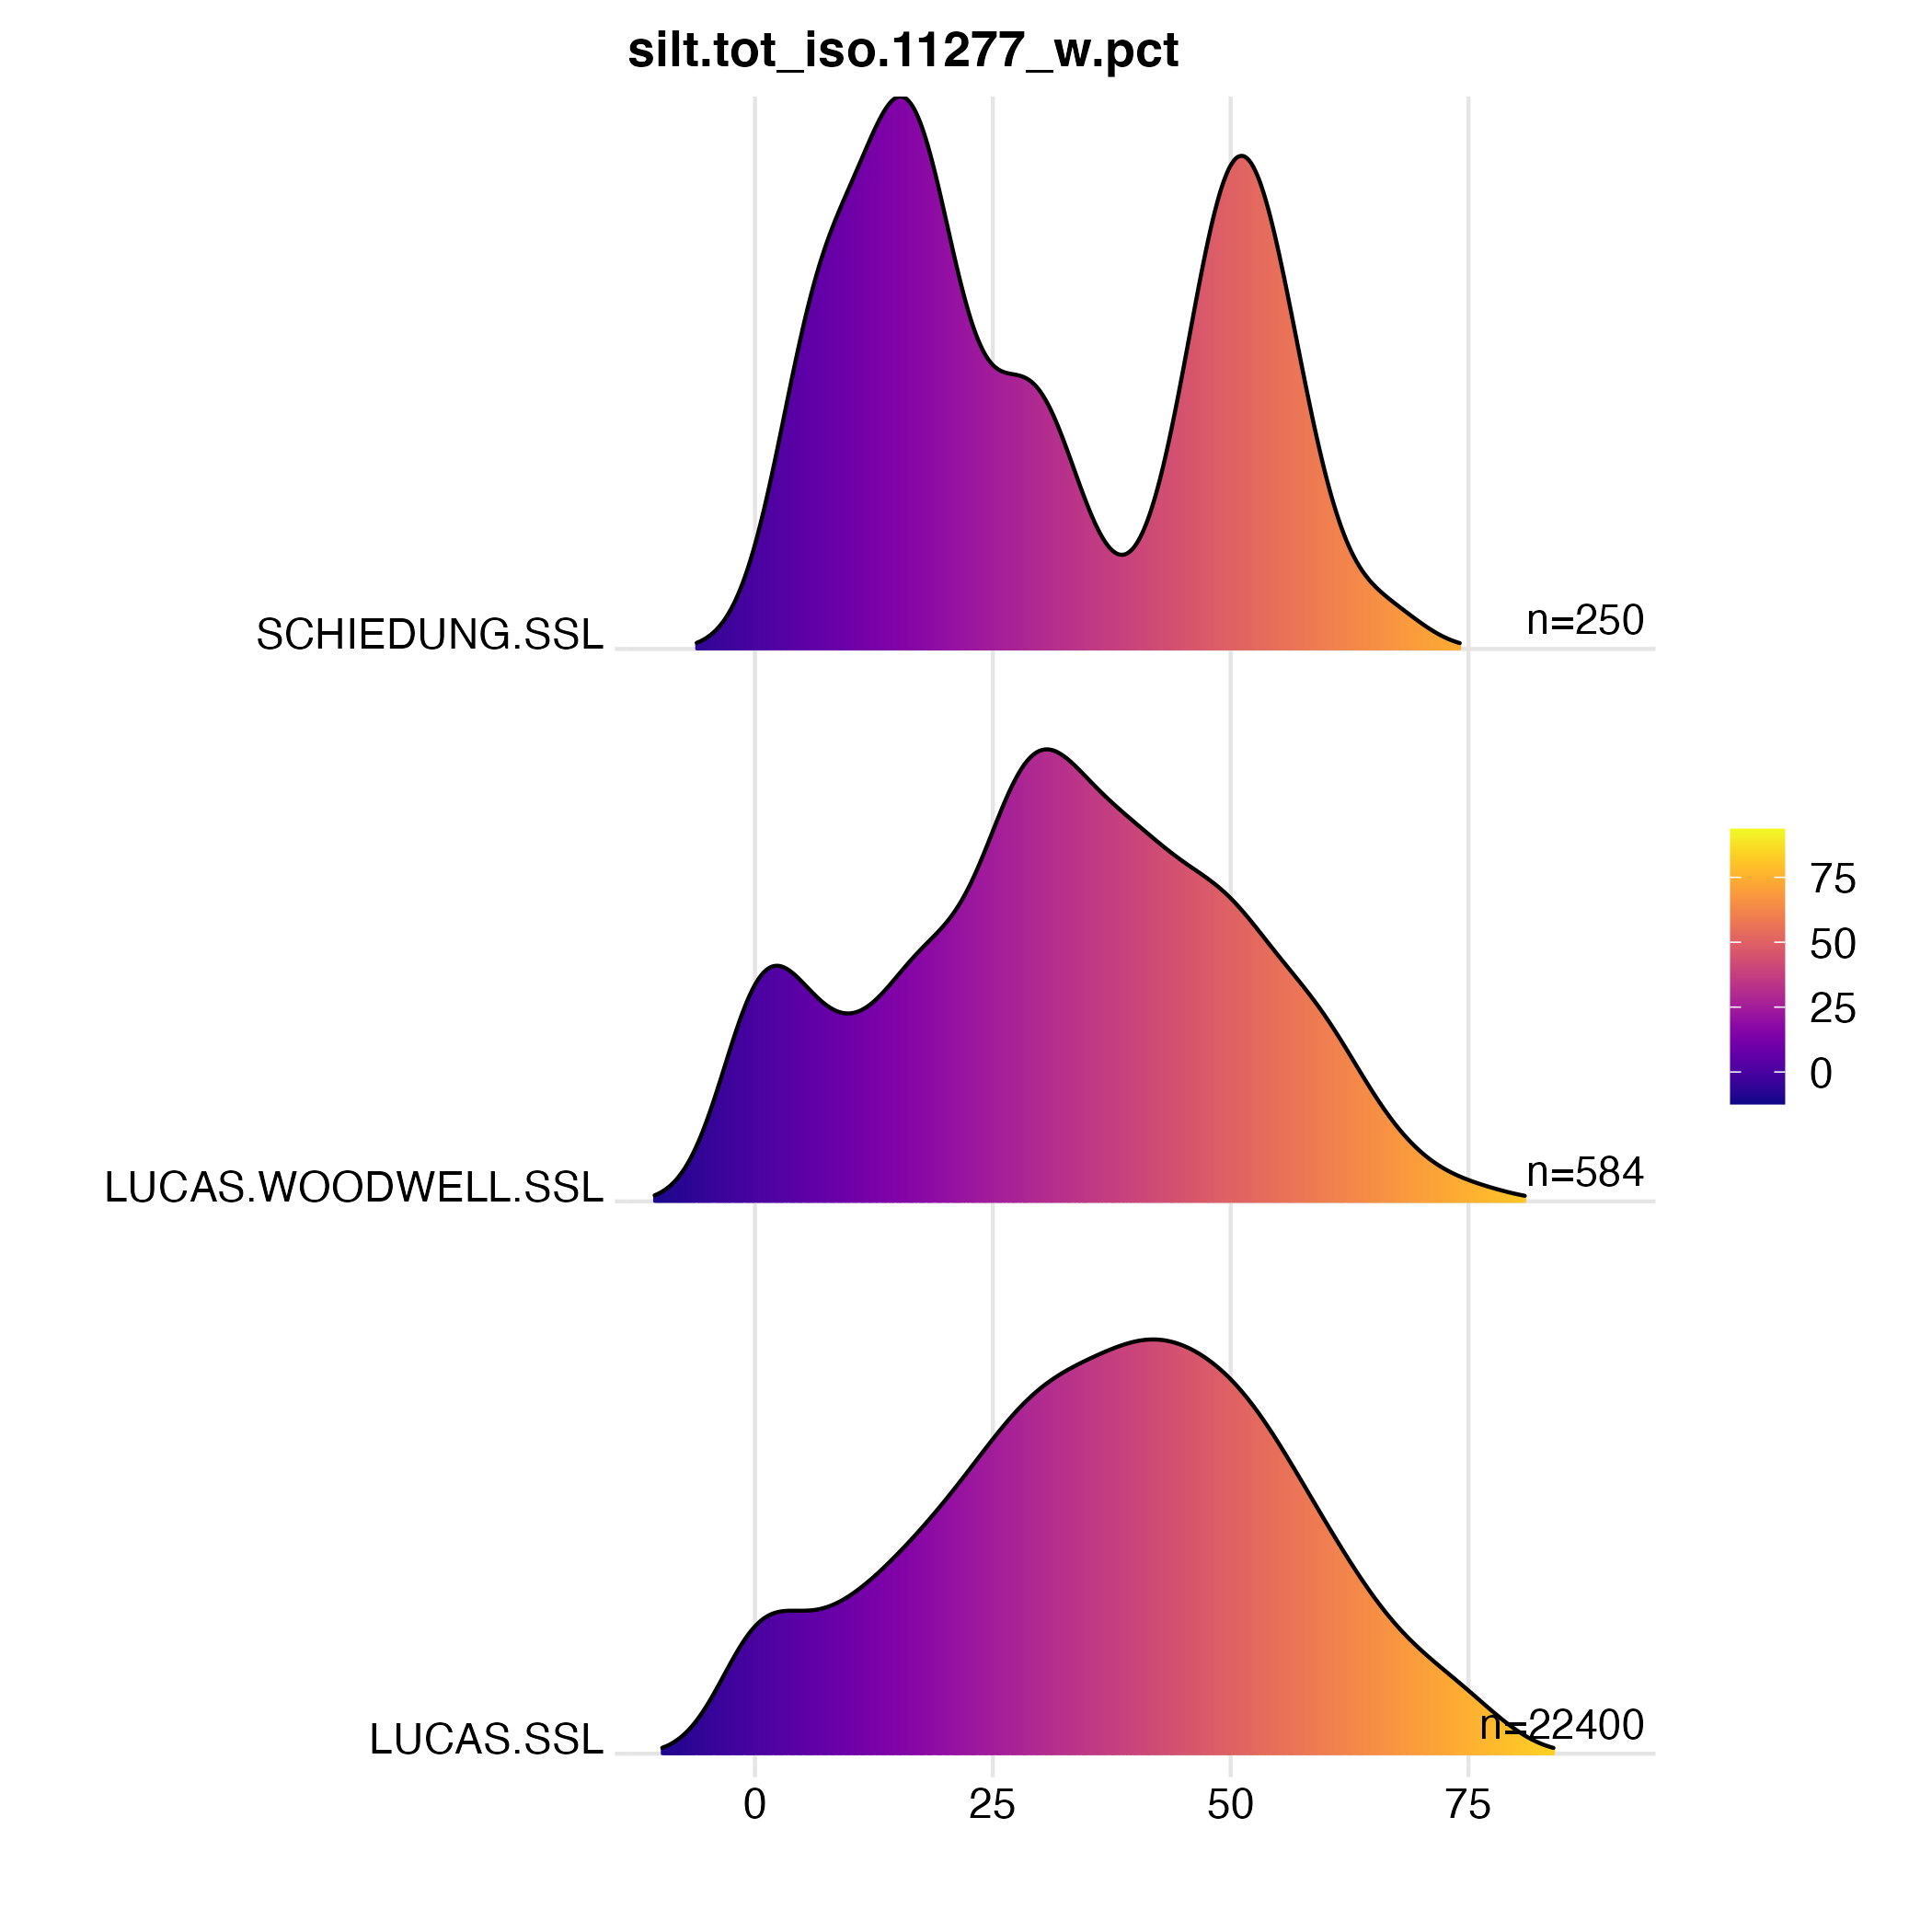 silt.tot_iso.11277_w.pct
SCHIEDUNG.SSL
n=250
LUCAS.WOODWELL.SSL
n=584
LUCAS.SSL
n=22400
0
25
50
75
75
50
25
0